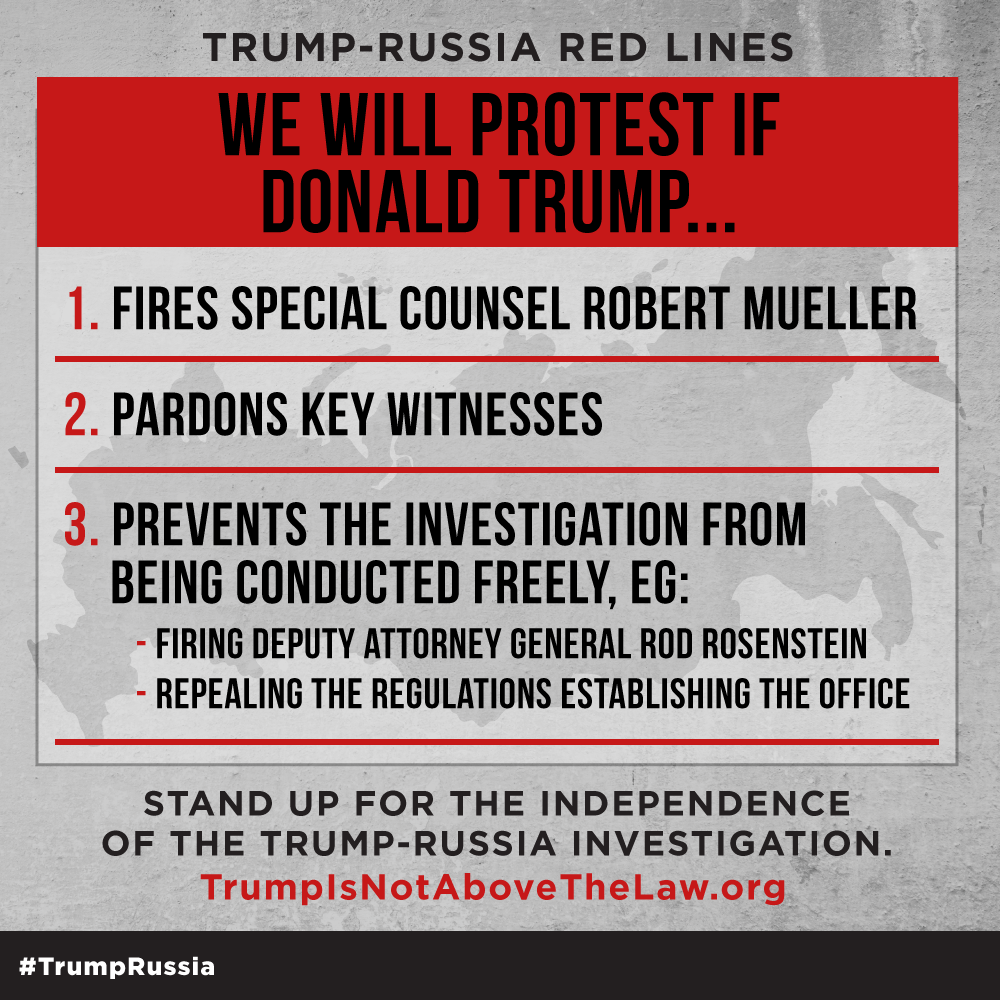 TRUMP-RUSSIA RED LINES
WE WILL PROTEST IF
DONALD TRUMP...
1. FIRES SPECIAL COUNSEL ROBERT MUELLER
2. PARDONS KEY WITNESSES
3. PREVENTS THE INVESTIGATION FROM
BEING CONDUCTED FREELY, EG:
- FIRING DEPUTY ATTORNEY GENERAL ROD ROSENSTEIN
- REPEALING THE REGULATIONS ESTABLISHING THE OFFICE
STAND UP FOR THE INDEPENDENCE
OF THE TRUMP-RUSSIA INVESTIGATION.
TrumpIsNotAboveTheLaw.org
#TrumpRussia